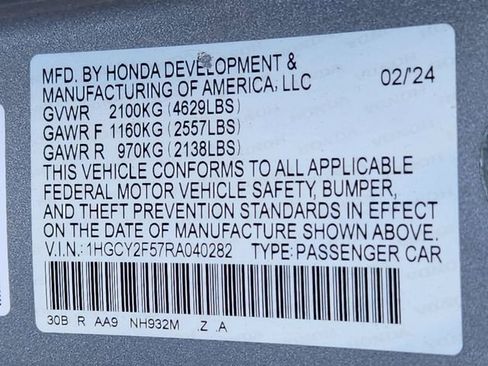 MFD. BY HONDA DEVELOPMENT &
MANUFACTURING OF AMERICA, LLC 02/'24
GVWR 2100KG (4629LBS)
GAWR F 1160KG (2557LBS)
GAWR R 970KG (2138LBS)
THIS VEHICLE CONFORMS TO ALL APPLICABLE
FEDERAL MOTOR VEHICLE SAFETY, BUMPER,
AND THEFT PREVENTION STANDARDS IN EFFECT
ON THE DATE OF MANUFACTURE SHOWN ABOVE.
V.I.N.: 1HGCY2F57RA040282 TYPE: PASSENGER CAR
30B R AA9 NH932M .Z .A